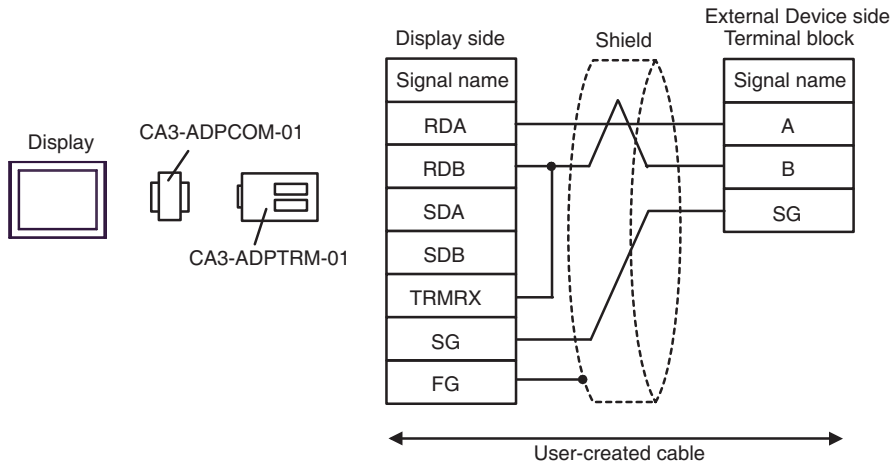 Display
CA3-ADPCOM-01
CA3-ADPTRM-01
Display side
Signal name
RDA
RDB
SDA
SDB
TRMRX
SG
FG
Shield
External Device side
Terminal block
Signal name
A
B
SG
User-created cable